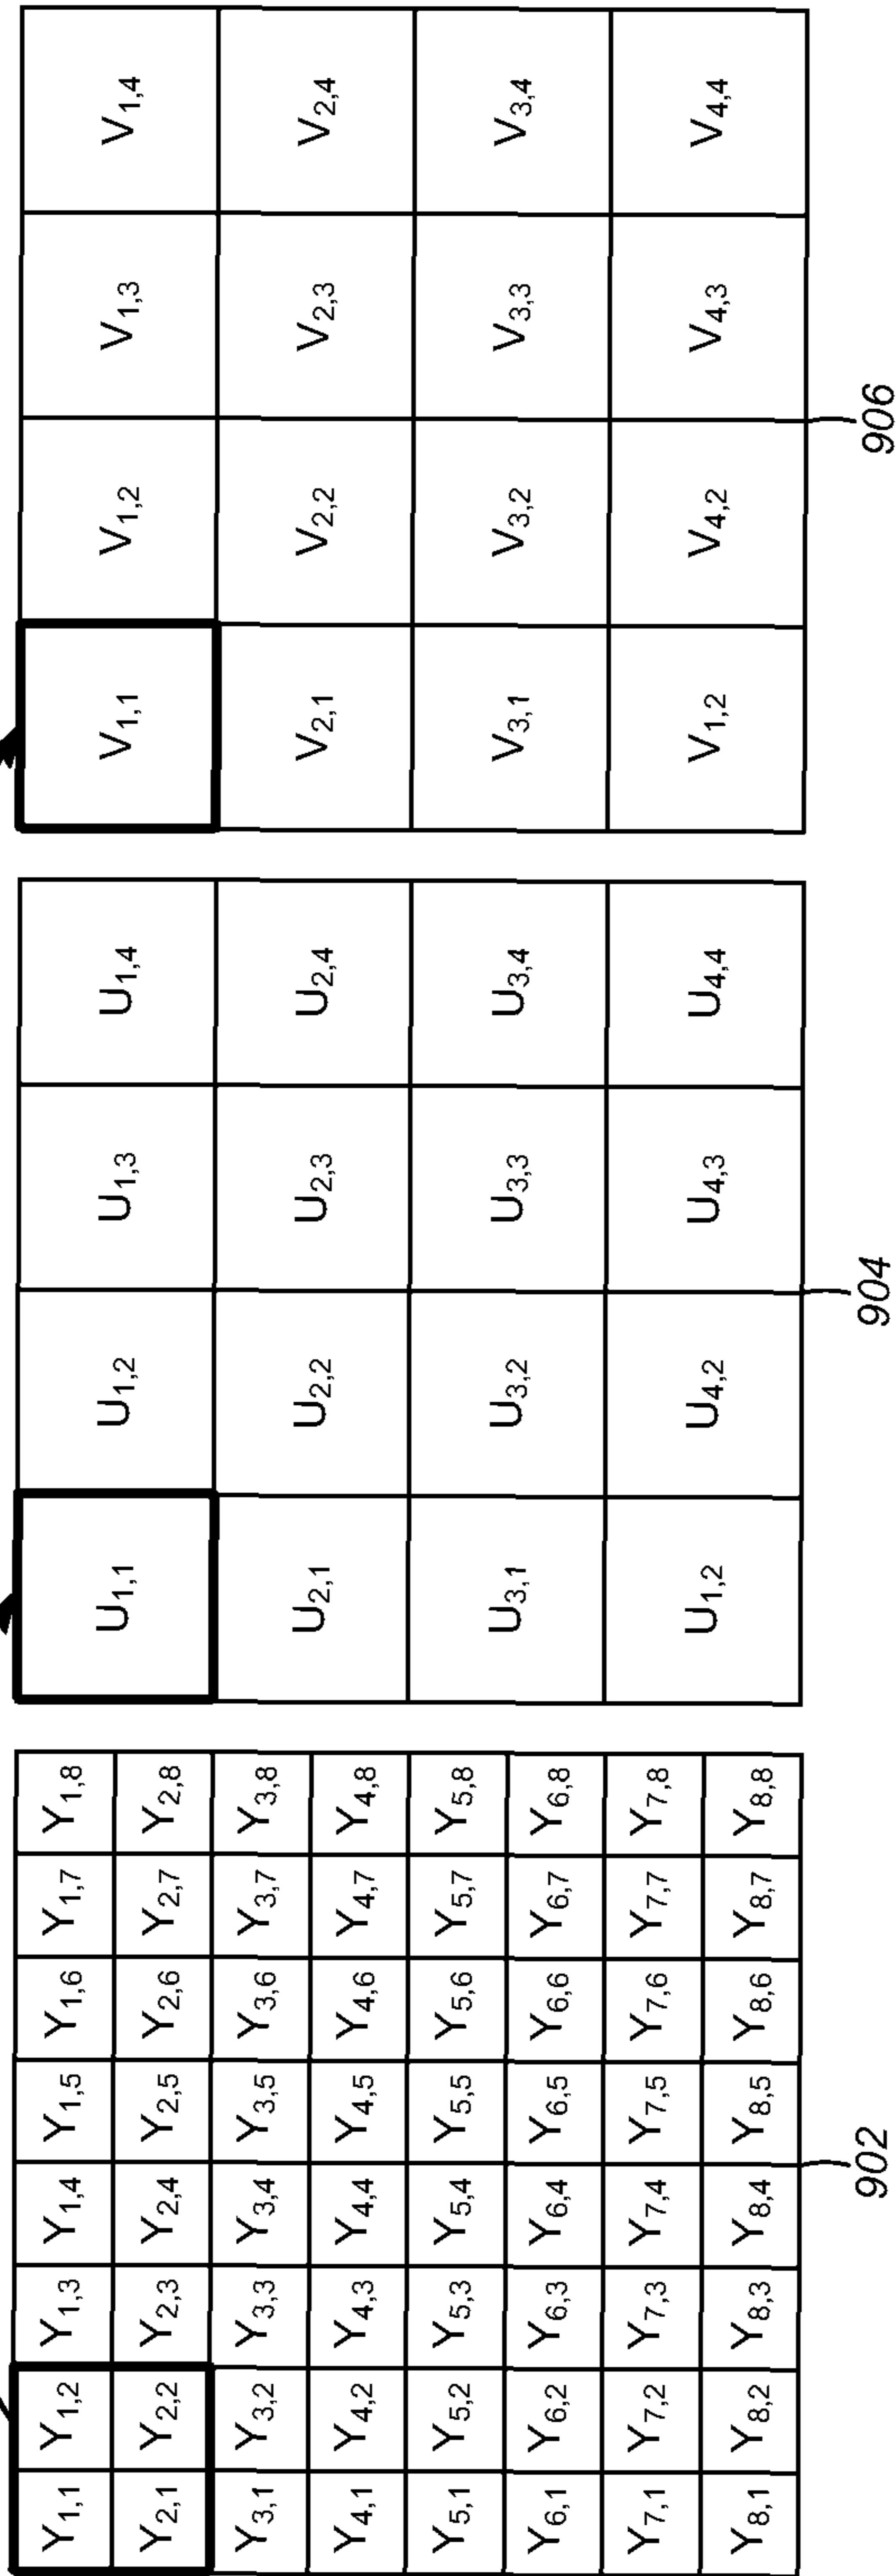 Y1,1 Y1,2 Y1,3 Y1,4 Y1,5 Y1,6 Y1,7 Y1,8
Y2,1 Y2,2 Y2,3 Y2,4 Y2,5 Y2,6 Y2,7 Y2,8
Y3,1 Y3,2 Y3,3 Y3,4 Y3,5 Y3,6 Y3,7 Y3,8
Y4,1 Y4,2 Y4,3 Y4,4 Y4,5 Y4,6 Y4,7 Y4,8
Y5,1 Y5,2 Y5,3 Y5,4 Y5,5 Y5,6 Y5,7 Y5,8
Y6,1 Y6,2 Y6,3 Y6,4 Y6,5 Y6,6 Y6,7 Y6,8
Y7,1 Y7,2 Y7,3 Y7,4 Y7,5 Y7,6 Y7,7 Y7,8
Y8,1 Y8,2 Y8,3 Y8,4 Y8,5 Y8,6 Y8,7 Y8,8
902
U1,1 U1,2 U1,3 U1,4
U2,1 U2,2 U2,3 U2,4
U3,1 U3,2 U3,3 U3,4
U1,2 U4,2 U4,3 U4,4
904
V1,1 V1,2 V1,3 V1,4
V2,1 V2,2 V2,3 V2,4
V3,1 V3,2 V3,3 V3,4
V1,2 V4,2 V4,3 V4,4
906